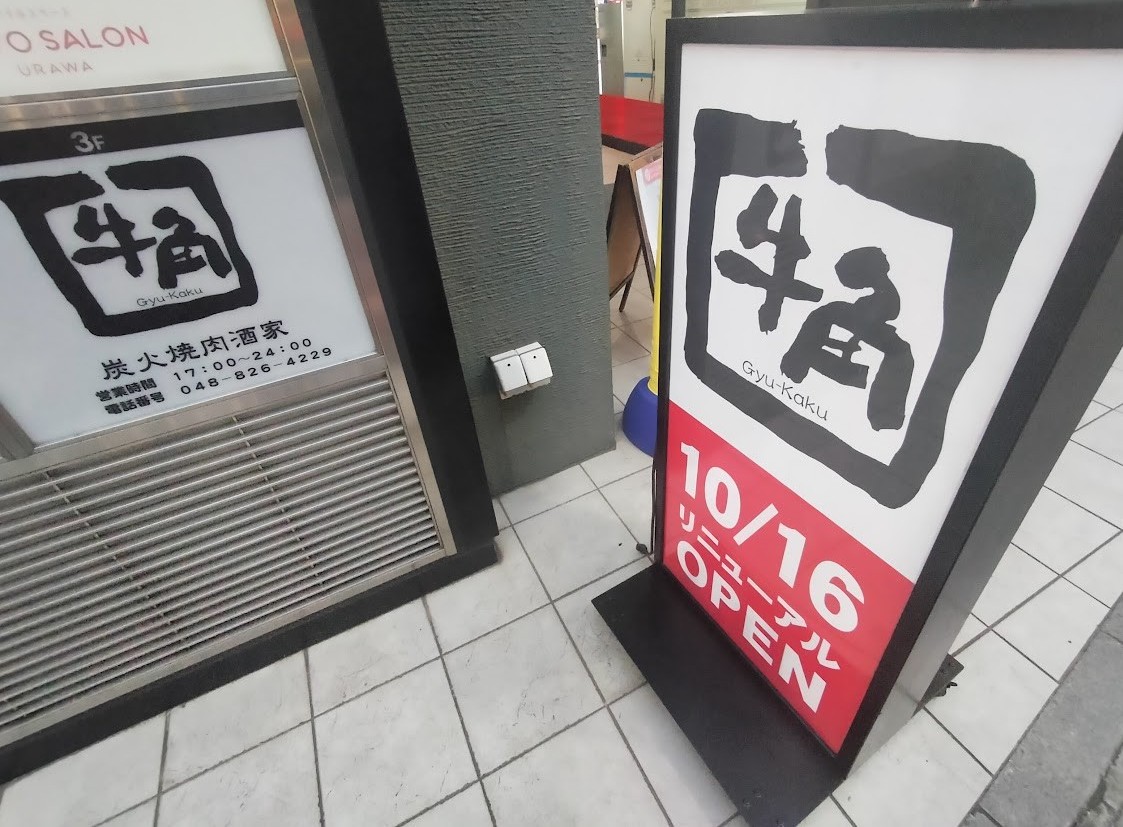 O SALON
URAWA
3F
牛角
Gyu-Kaku
炭火焼肉酒家
営業時間 17:00~24:00
電話番号 048-826-4229
牛角
Gyu-Kaku
10/16
リニューアル
OPEN